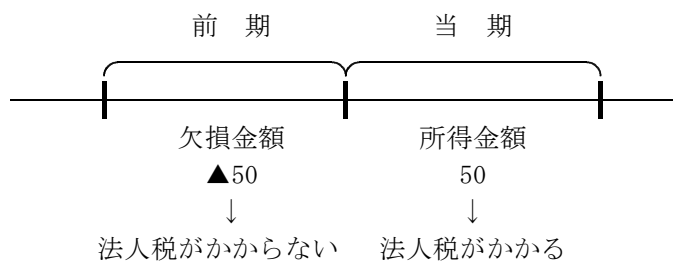 前 期 当 期
欠損金額 所得金額
▲50 50
↓ ↓
法人税がかからない 法人税がかかる